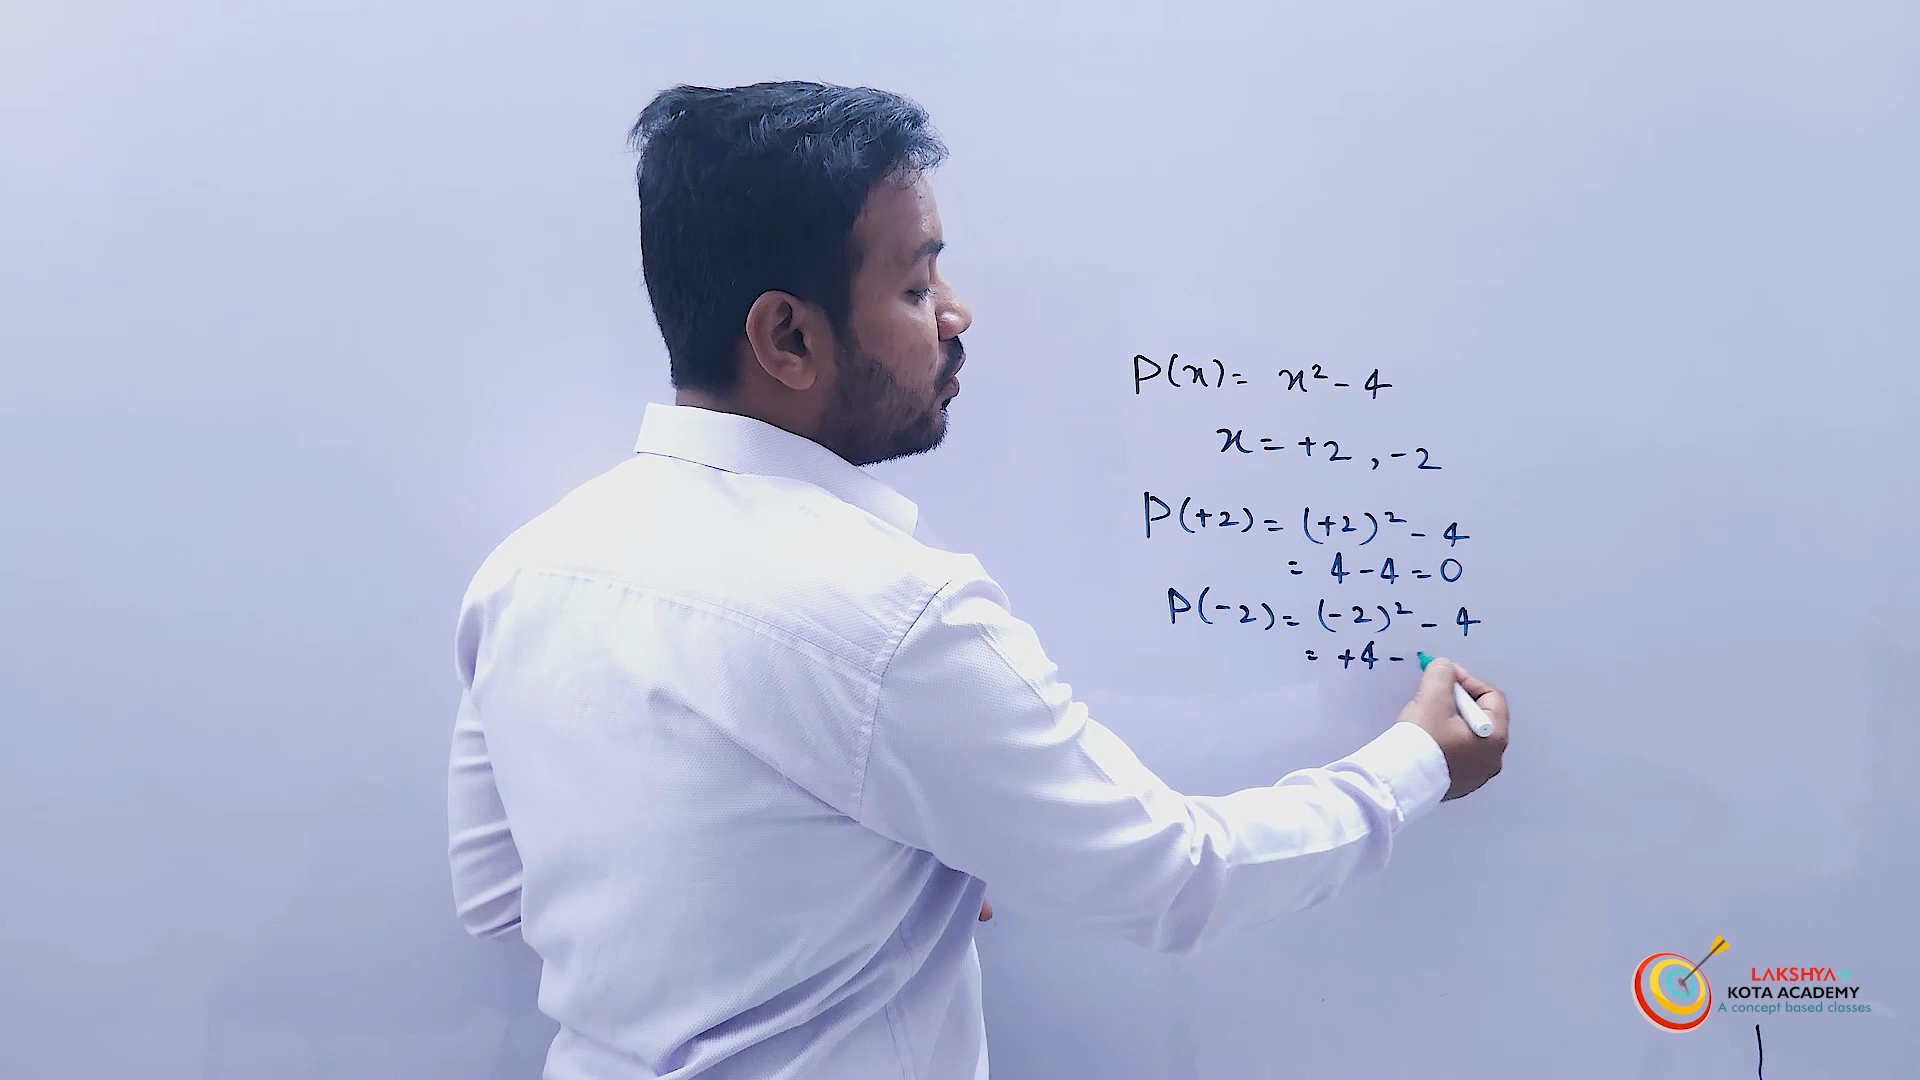 P(x) = x² - 4
x = +2, -2
P(+2) = (+2)² - 4
= 4 - 4 = 0
P(-2) = (-2)² - 4
= +4 -
LAKSHYA+
KOTA ACADEMY
A concept based classes